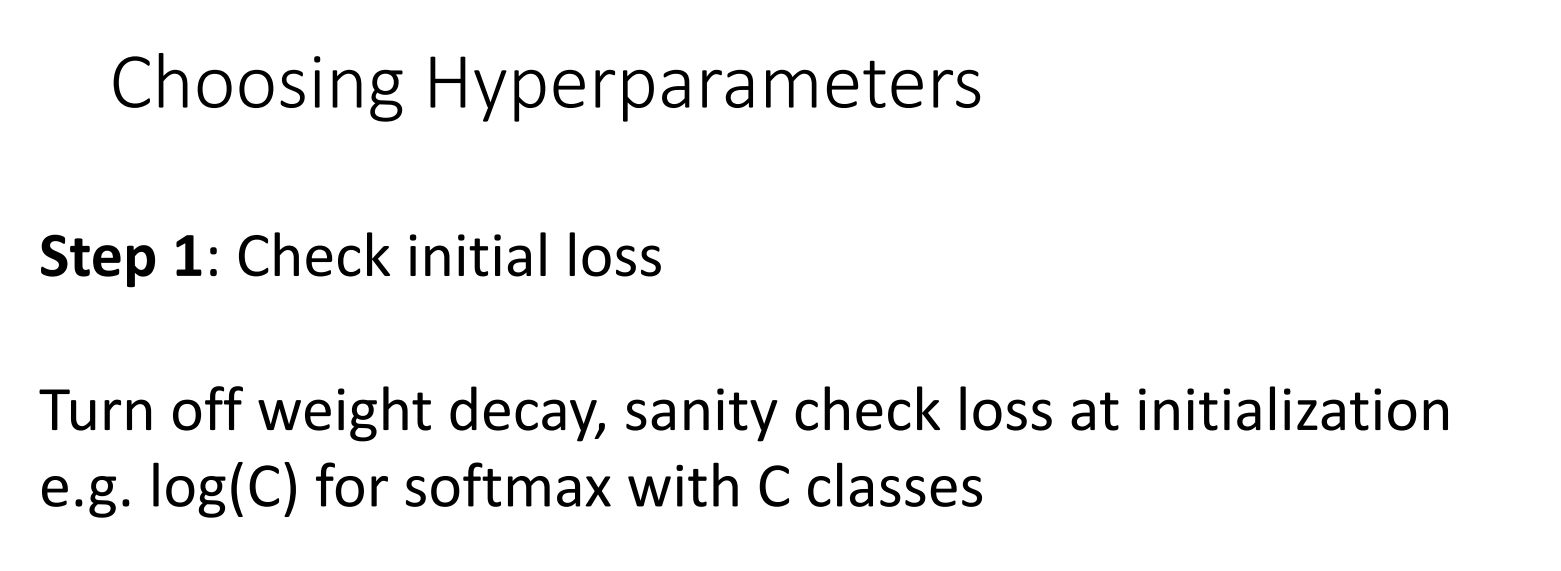 Choosing Hyperparameters
Step 1: Check initial loss
Turn off weight decay, sanity check loss at initialization
e.g. log(C) for softmax with C classes